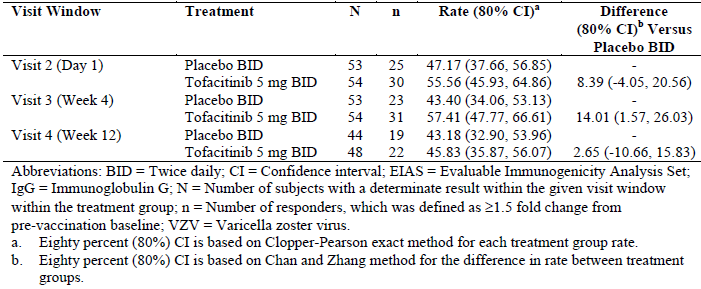 Visit Window Treatment N n Rate (80% CI)a Difference
(80% CI)b Versus
Placebo BID
Visit 2 (Day 1) Placebo BID 53 25 47.17 (37.66, 56.85) -
Tofacitinib 5 mg BID 54 30 55.56 (45.93, 64.86) 8.39 (-4.05, 20.56)
Visit 3 (Week 4) Placebo BID 53 23 43.40 (34.06, 53.13) -
Tofacitinib 5 mg BID 54 31 57.41 (47.77, 66.61) 14.01 (1.57, 26.03)
Visit 4 (Week 12) Placebo BID 44 19 43.18 (32.90, 53.96) -
Tofacitinib 5 mg BID 48 22 45.83 (35.87, 56.07) 2.65 (-10.66, 15.83)
Abbreviations: BID = Twice daily; CI = Confidence interval; EIAS = Evaluable Immunogenicity Analysis Set;
IgG = Immunoglobulin G; N = Number of subjects with a determinate result within the given visit window
within the treatment group; n = Number of responders, which was defined as ≥1.5 fold change from
pre-vaccination baseline; VZV = Varicella zoster virus.
a. Eighty percent (80%) CI is based on Clopper-Pearson exact method for each treatment group rate.
b. Eighty percent (80%) CI is based on Chan and Zhang method for the difference in rate between treatment
groups.